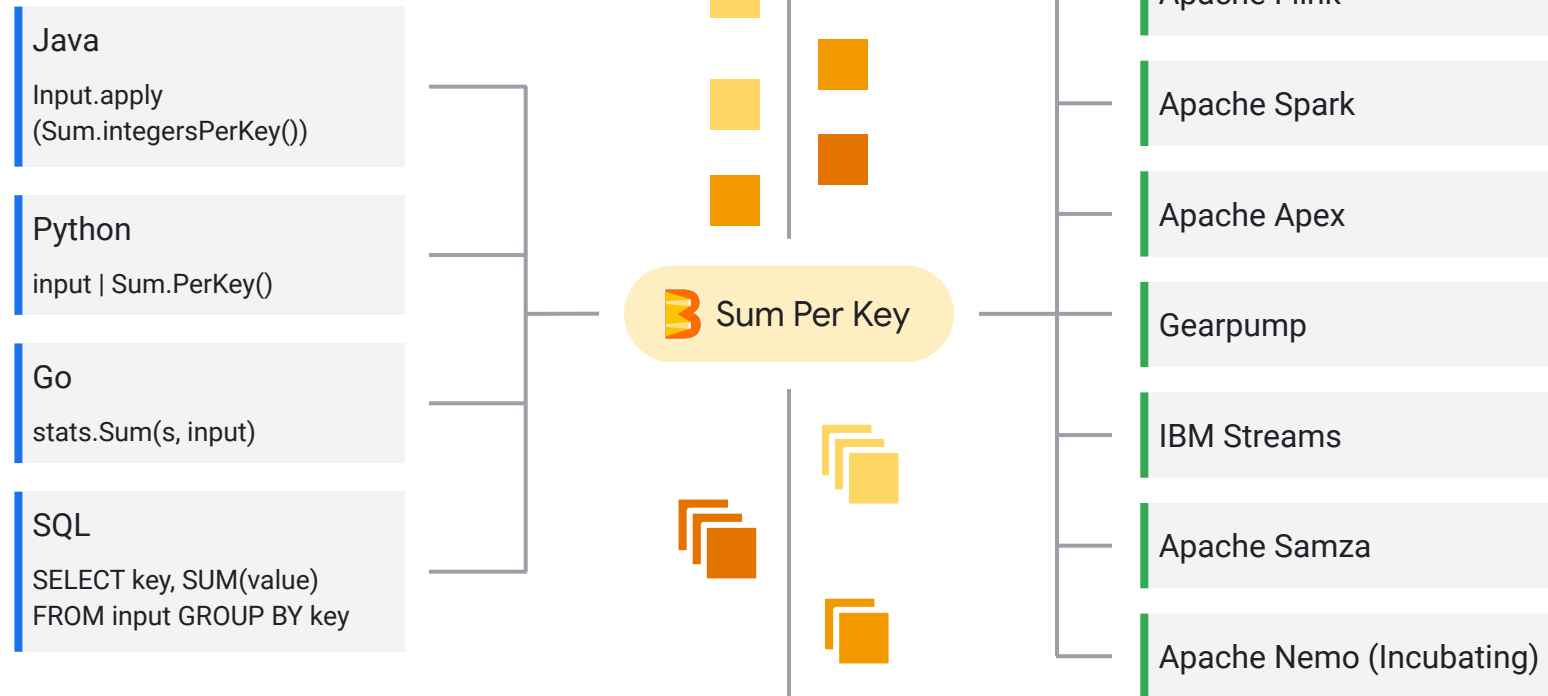 Java
Input.apply
(Sum.integersPerKey())
Python
input | Sum.PerKey()
Go
stats.Sum(s, input)
SQL
SELECT key, SUM(value)
FROM input GROUP BY key
Sum Per Key
Apache Flink
Apache Spark
Apache Apex
Gearpump
IBM Streams
Apache Samza
Apache Nemo (Incubating)